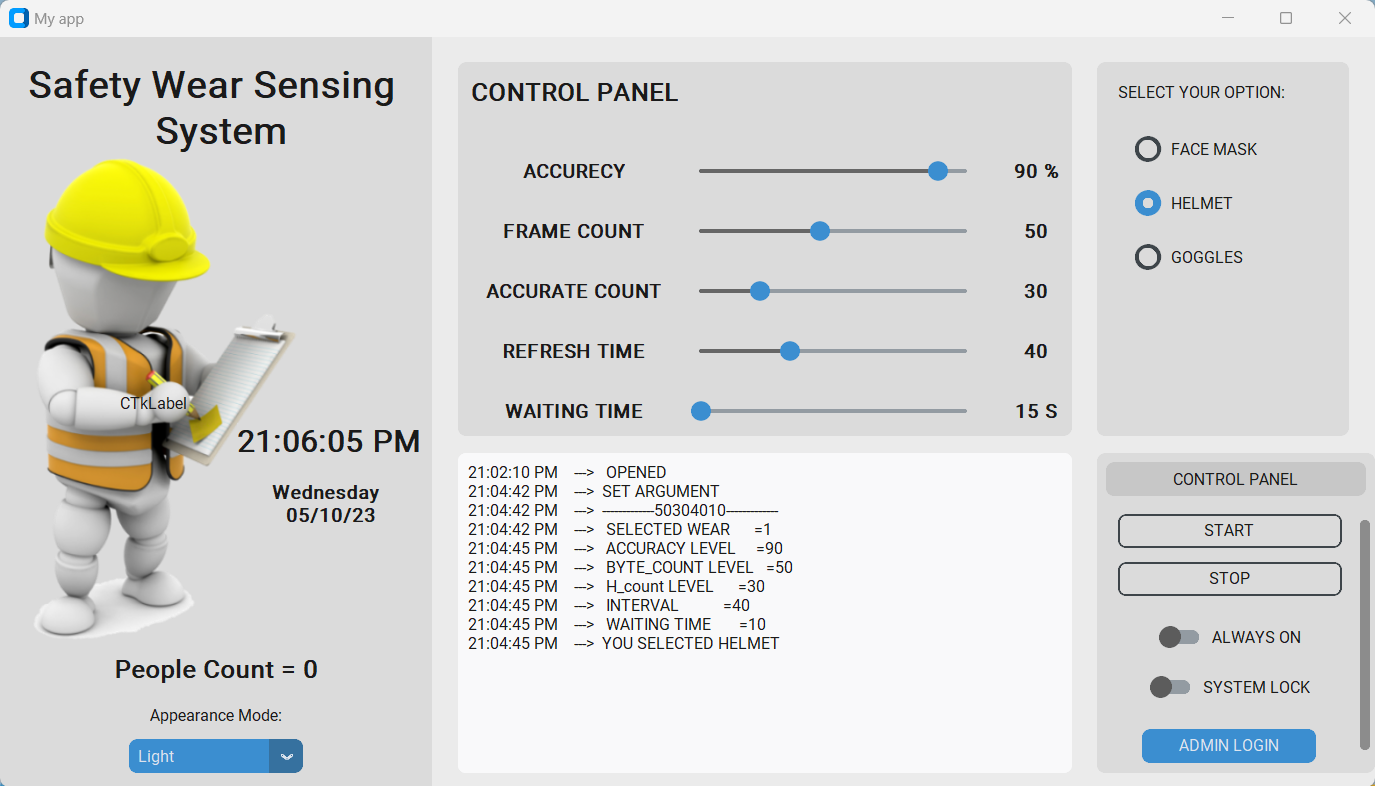 My app
Safety Wear Sensing
System
CTkLabel
21:06:05 PM
Wednesday
05/10/23
People Count = 0
Appearance Mode:
Light
CONTROL PANEL
ACCURECY 90 %
FRAME COUNT 50
ACCURATE COUNT 30
REFRESH TIME 40
WAITING TIME 15 S
21:02:10 PM ---> OPENED
21:04:42 PM ---> SET ARGUMENT
21:04:42 PM ---> -------------50304010-------------
21:04:42 PM ---> SELECTED WEAR =1
21:04:45 PM ---> ACCURACY LEVEL =90
21:04:45 PM ---> BYTE_COUNT LEVEL =50
21:04:45 PM ---> H_count LEVEL =30
21:04:45 PM ---> INTERVAL =40
21:04:45 PM ---> WAITING TIME =10
21:04:45 PM ---> YOU SELECTED HELMET
SELECT YOUR OPTION:
FACE MASK
HELMET
GOGGLES
CONTROL PANEL
START
STOP
ALWAYS ON
SYSTEM LOCK
ADMIN LOGIN